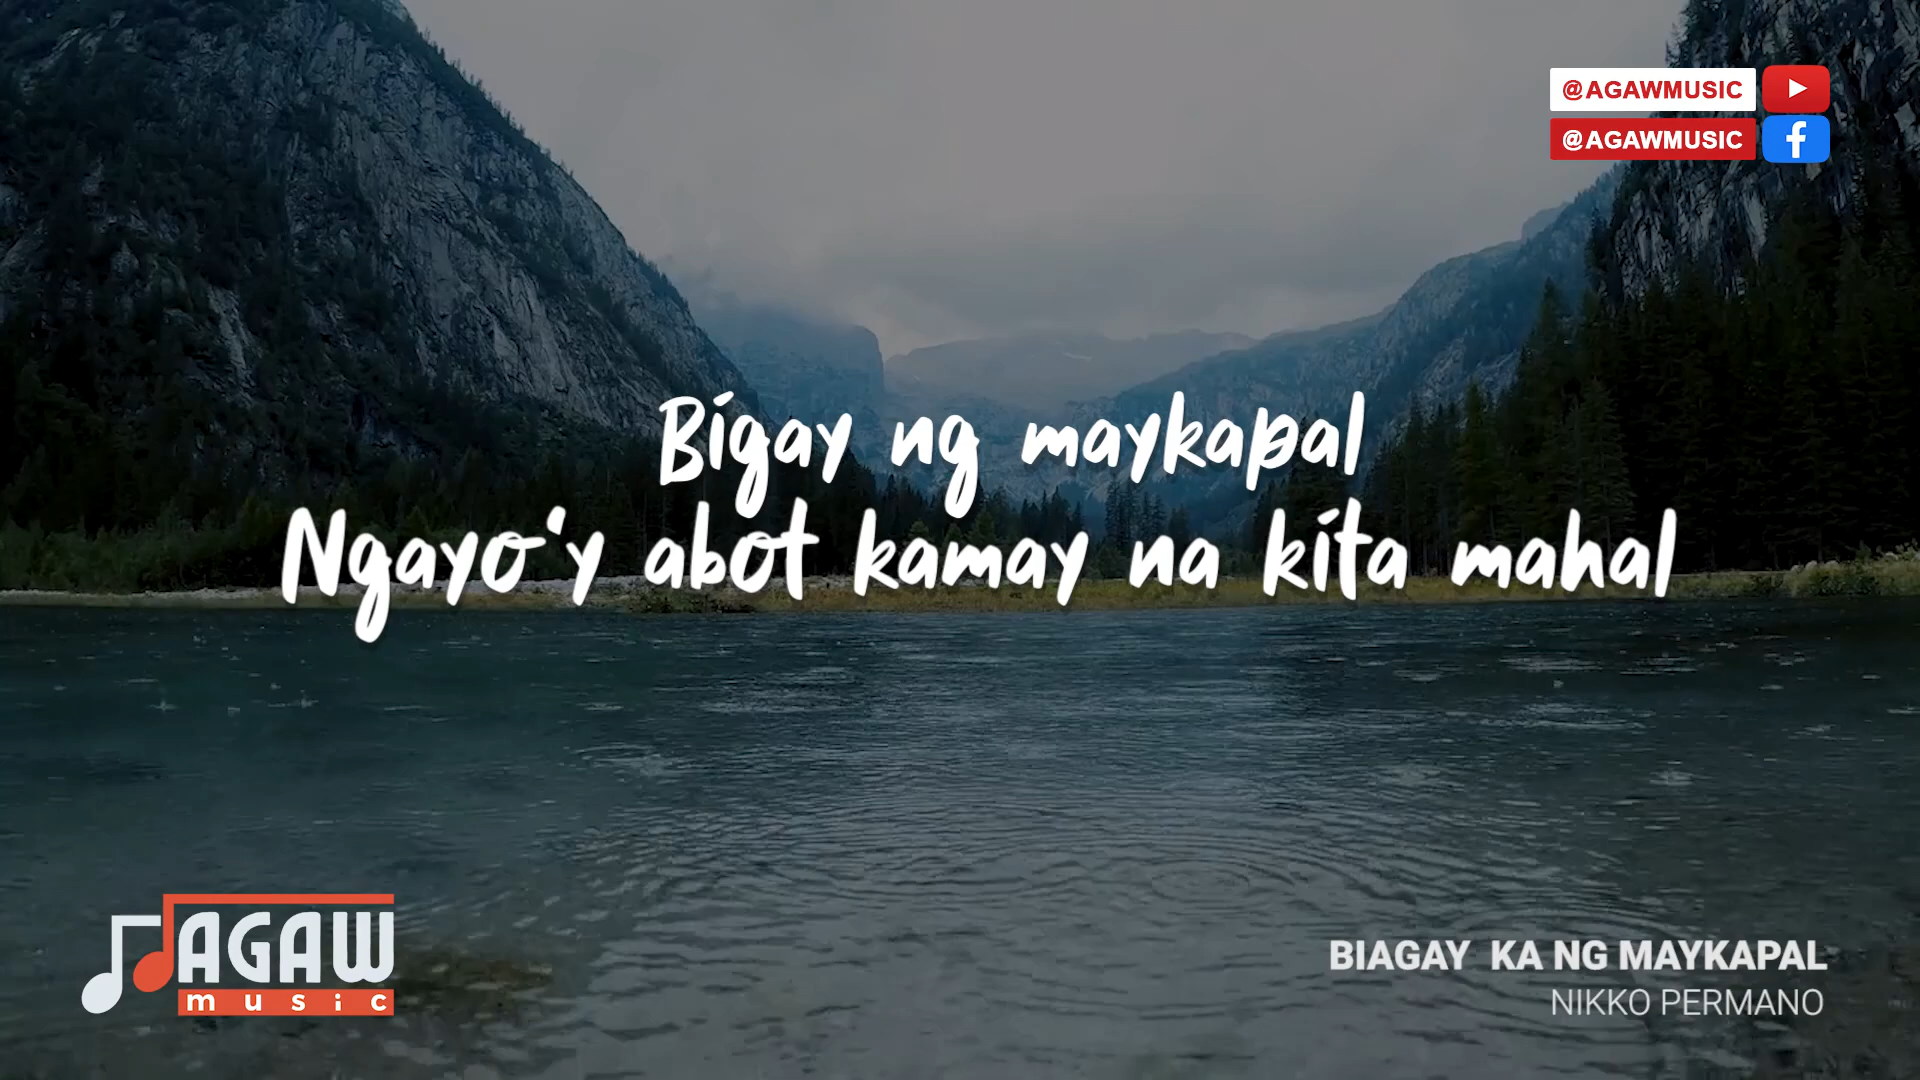 @AGAWMUSIC
@AGAWMUSIC
Bigay ng maykapal
Ngayo'y abot kamay na kita mahal
AGAW
music
BIAGAY KA NG MAYKAPAL
NIKKO PERMANO